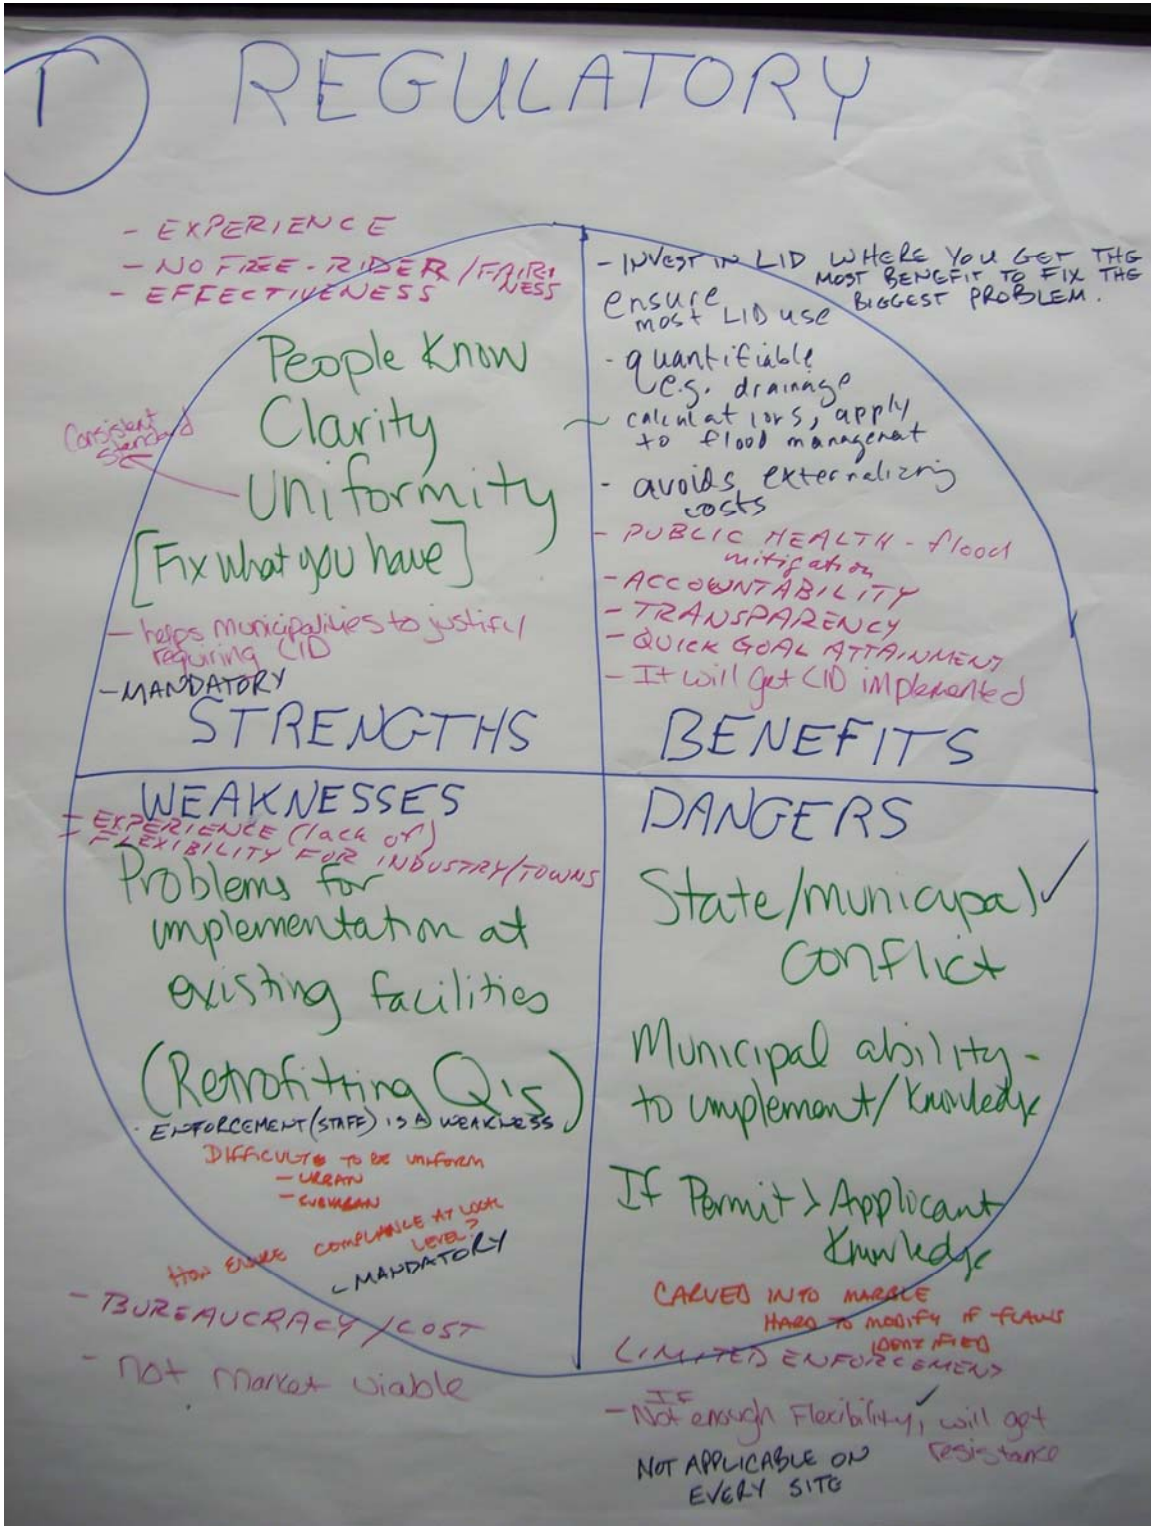 I
REGULATORY
- EXPERIENCE
- NO FREE-RIDER/FAIR-
NESS
- EFFECTIVENESS
People Know
Clarity
Consistent
Standard
Uniformity
[Fix what you have]
- helps municipalities to justify
requiring LID
- MANDATORY
STRENGTHS
- INVEST IN LID WHERE YOU GET THE
MOST BENEFIT TO FIX THE
BIGGEST PROBLEM.
ensure
most LID use
- quantifiable
e.g. drainage
calculations, apply
to flood management
- avoids externalizing
costs
- PUBLIC HEALTH - flood
mitigation
- ACCOUNTABILITY
- TRANSPARENCY
- QUICK GOAL ATTAINMENT
- It will get LID implemented
BENEFITS
WEAKNESSES
- EXPERIENCE (lack of)
- FLEXIBILITY FOR INDUSTRY/TOWNS
Problems for
implementation at
existing facilities
(Retrofitting Q's)
ENFORCEMENT (STAFF) IS A WEAKNESS
DIFFICULT TO BE UNIFORM
- URBAN
- SUBURBAN
HOW ENSURE COMPLIANCE AT LOCAL
LEVEL?
- MANDATORY
- BUREAUCRACY/COST
- not market viable
DANGERS
State/Municipal ✓
Conflict
Municipal ability -
to implement/Knowledge
If Permit > Applicant
Knowledge
CARVED INTO MARBLE
HARD TO MODIFY IF FLAWS
IDENTIFIED
LIMITED ENFORCEMENT
- If Not enough Flexibility, ✓ will get
resistance
NOT APPLICABLE ON
EVERY SITE